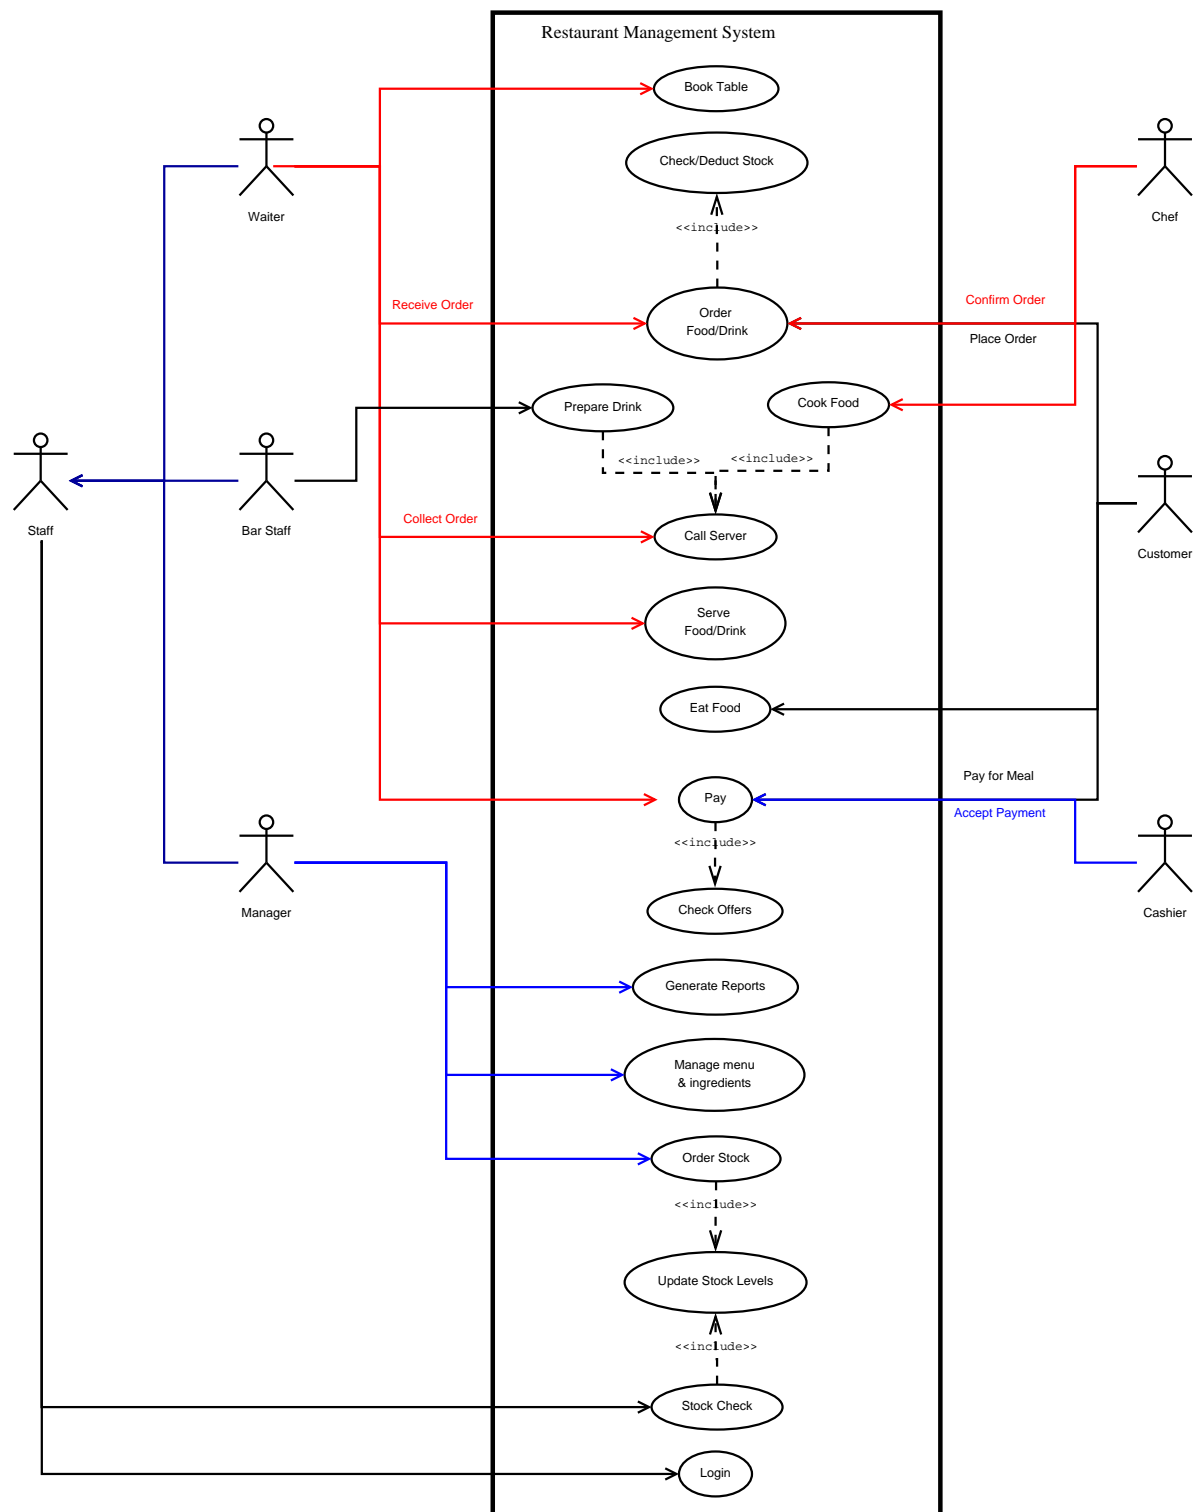 Restaurant Management System
Book Table
Check/Deduct Stock
Waiter
Chef
<<include>>
Receive Order
Order
Food/Drink
Confirm Order
Place Order
Prepare Drink
Cook Food
<<include>>
<<include>>
Staff
Bar Staff
Collect Order
Call Server
Customer
Serve
Food/Drink
Eat Food
Pay for Meal
Pay
Accept Payment
<<include>>
Manager
Check Offers
Cashier
Generate Reports
Manage menu
& ingredients
Order Stock
<<include>>
Update Stock Levels
<<include>>
Stock Check
Login